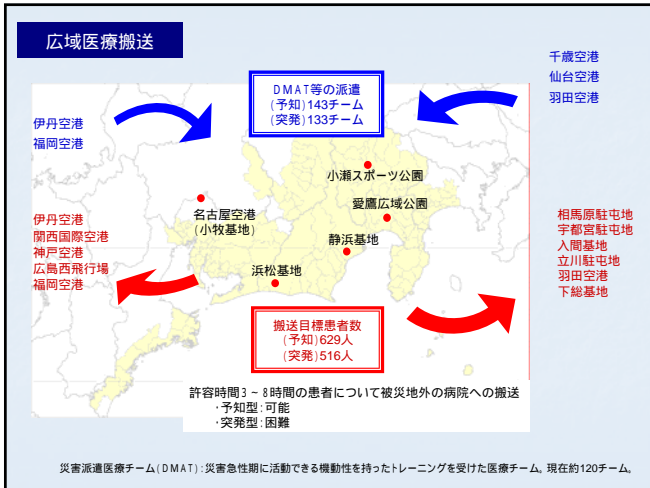 広域医療搬送
千歳空港
仙台空港
羽田空港
DMAT等の派遣
(予知)143チーム
(突発)133チーム
伊丹空港
福岡空港
小瀬スポーツ公園
愛鷹広域公園
名古屋空港
(小牧基地)
静浜基地
浜松基地
伊丹空港
関西国際空港
神戸空港
広島西飛行場
福岡空港
相馬原駐屯地
宇都宮駐屯地
入間基地
立川駐屯地
羽田空港
下総基地
搬送目標患者数
(予知)629人
(突発)516人
許容時間3~8時間の患者について被災地外の病院への搬送
・予知型:可能
・突発型:困難
災害派遣医療チーム(DMAT):災害急性期に活動できる機動性を持ったトレーニングを受けた医療チーム。現在約120チーム。